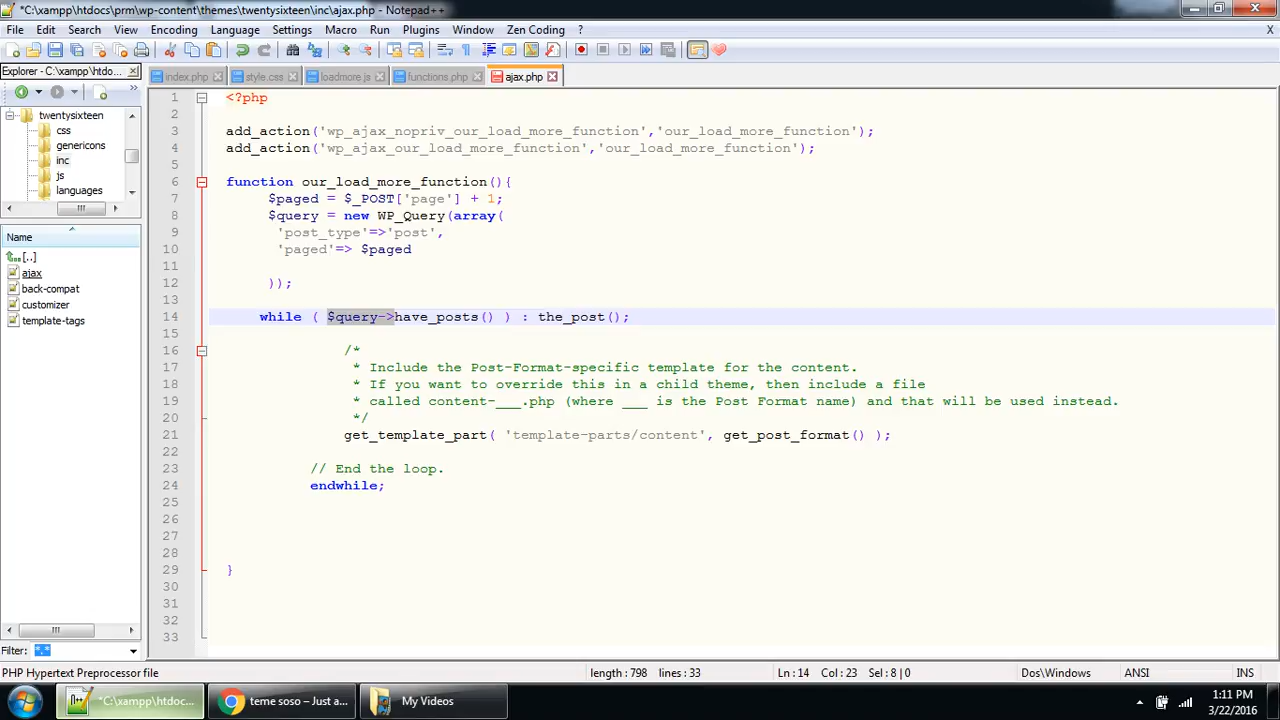 *C:\xampp\htdocs\prm\wp-content\themes\twentysixteen\inc\ajax.php - Notepad++
File Edit Search View Encoding Language Settings Macro Run Plugins Window Zen Coding ? X
Explorer - C:\xampp\htdo...
index.php style.css loadmore.js functions.php ajax.php
twentysixteen
css
genericons
inc
js
languages
Name
[..]
ajax
back-compat
customizer
template-tags
Filter: *.*
1 <?php
2
3 add_action('wp_ajax_nopriv_our_load_more_function','our_load_more_function');
4 add_action('wp_ajax_our_load_more_function','our_load_more_function');
5
6 function our_load_more_function(){
7 $paged = $_POST['page'] + 1;
8 $query = new WP_Query(array(
9 'post_type'=>'post',
10 'paged'=> $paged
11
12 ));
13
14 while ( $query->have_posts() ) : the_post();
15
16 /*
17 * Include the Post-Format-specific template for the content.
18 * If you want to override this in a child theme, then include a file
19 * called content-___.php (where ___ is the Post Format name) and that will be used instead.
20 */
21 get_template_part( 'template-parts/content', get_post_format() );
22
23 // End the loop.
24 endwhile;
25
26
27
28
29 }
30
31
32
33
PHP Hypertext Preprocessor file length : 798 lines : 33 Ln : 14 Col : 23 Sel : 8 | 0 Dos\Windows ANSI INS
*C:\xampp\htdoc... teme soso – Just a... My Videos 1:11 PM
3/22/2016